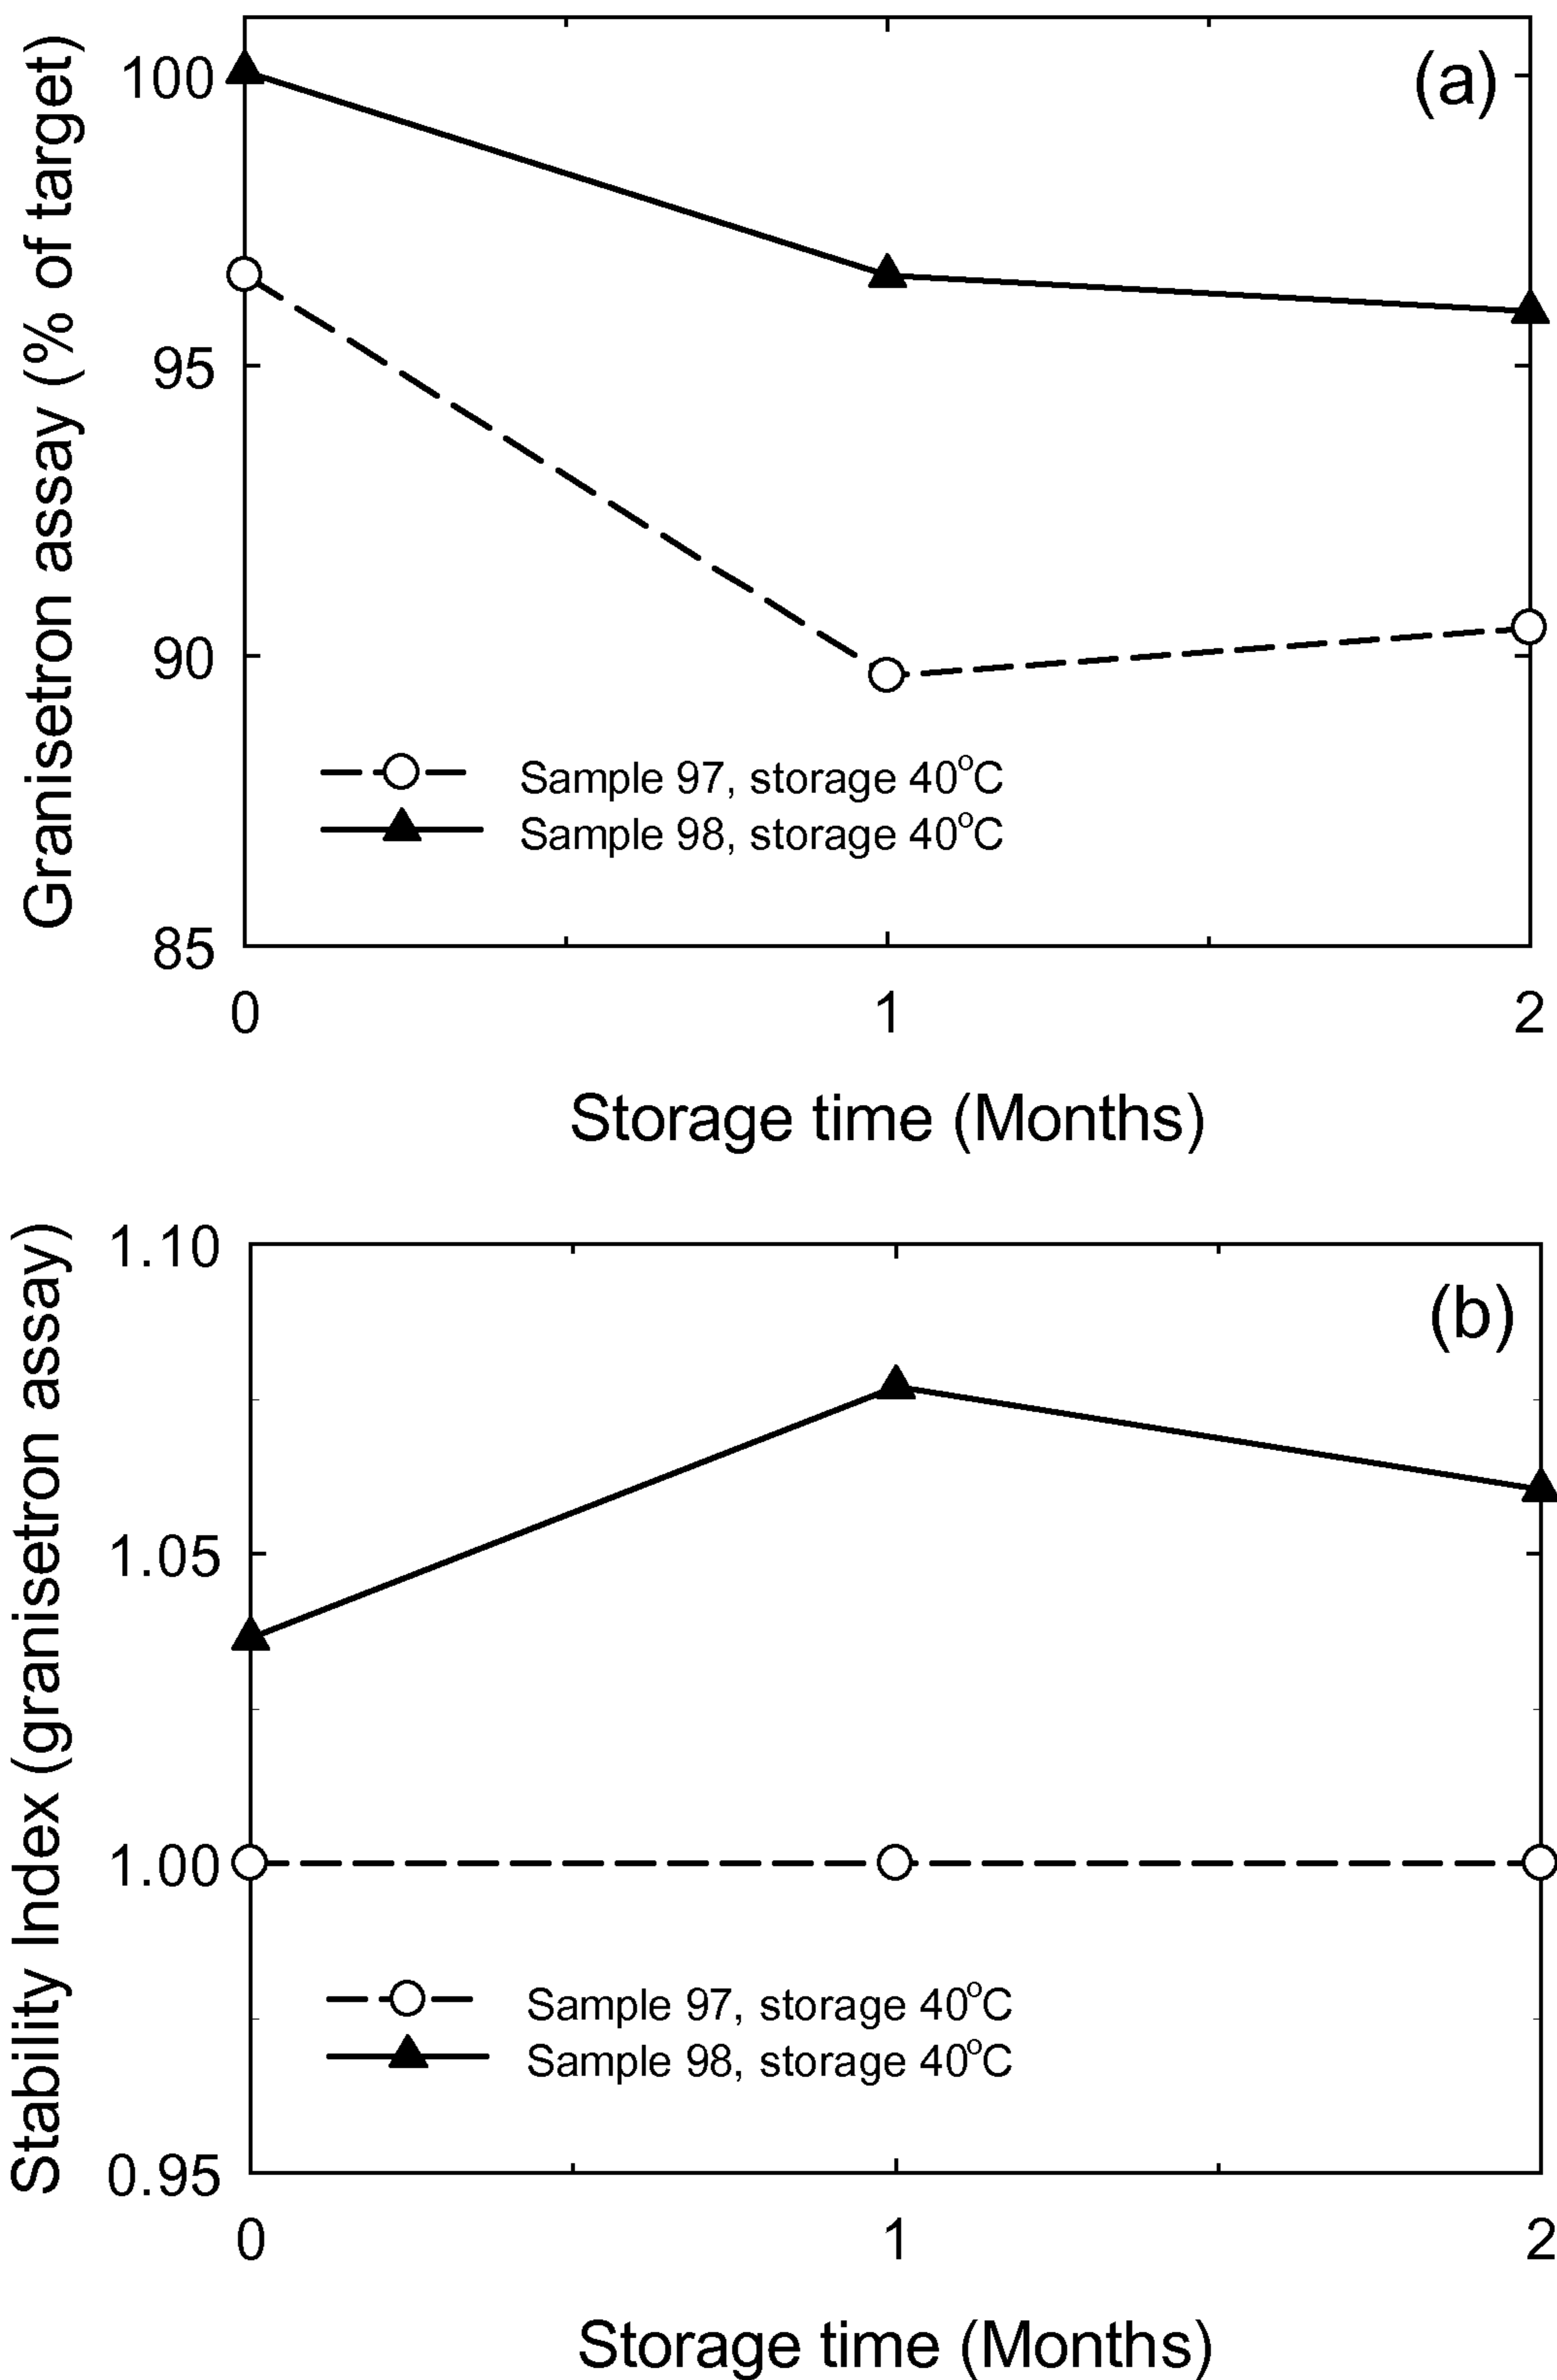 (a)
Granisetron assay (% of target)
100
95
90
85
Sample 97, storage 40°C
Sample 98, storage 40°C
0 1 2
Storage time (Months)
(b)
Stability Index (granisetron assay)
1.10
1.05
1.00
0.95
Sample 97, storage 40°C
Sample 98, storage 40°C
0 1 2
Storage time (Months)